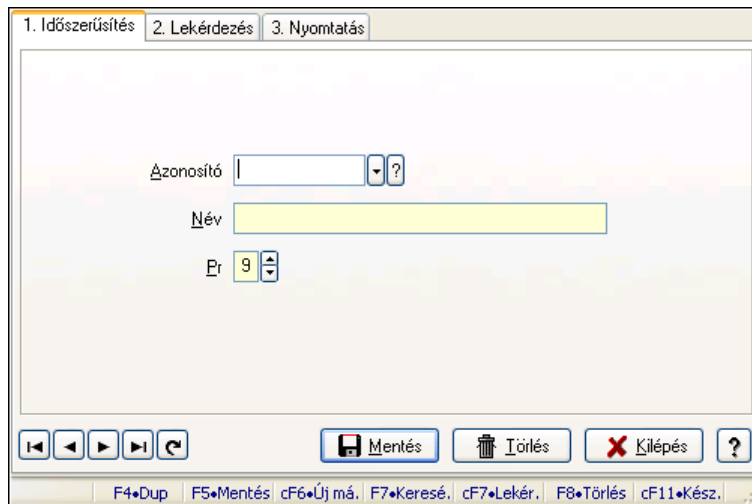 1. Időszerűsítés 2. Lekérdezés 3. Nyomtatás
Azonosító ?
Név
Pr 9
Mentés Törlés Kilépés ?
F4•Dup F5•Mentés cF6•Új má. F7•Keresé. cF7•Lekér. F8•Törlés cF11•Kész.